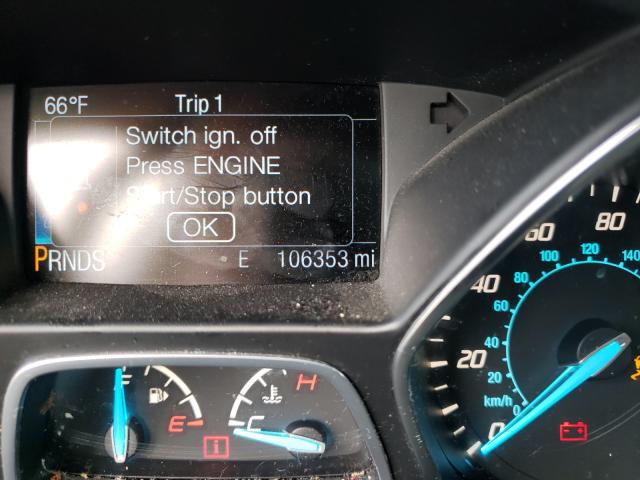 66°F Trip 1
Switch ign. off
Press ENGINE
Start/Stop button
OK
PRNDS E 106353 mi
F
E
H
C
i
0
20
40
60
80
km/h
0
20
40
60
80
100
120
140